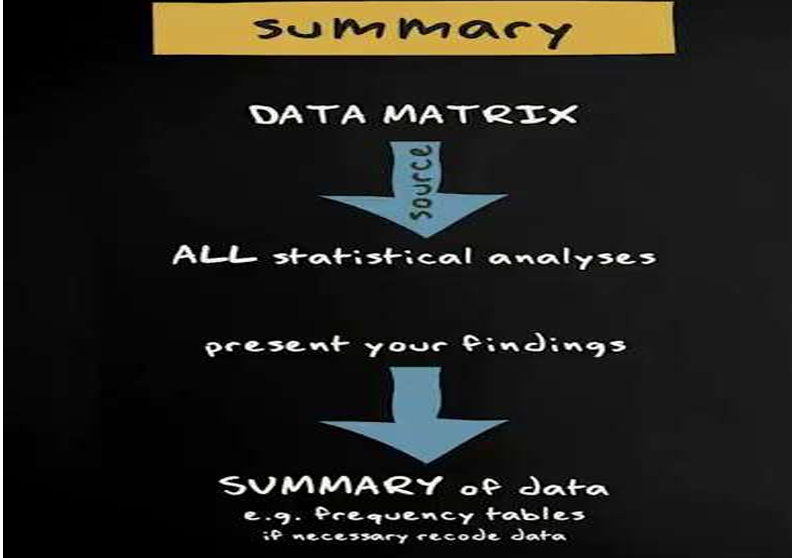 summary
DATA MATRIX
source
ALL statistical analyses
present your findings
SUMMARY of data
e.g. frequency tables
if necessary recode data